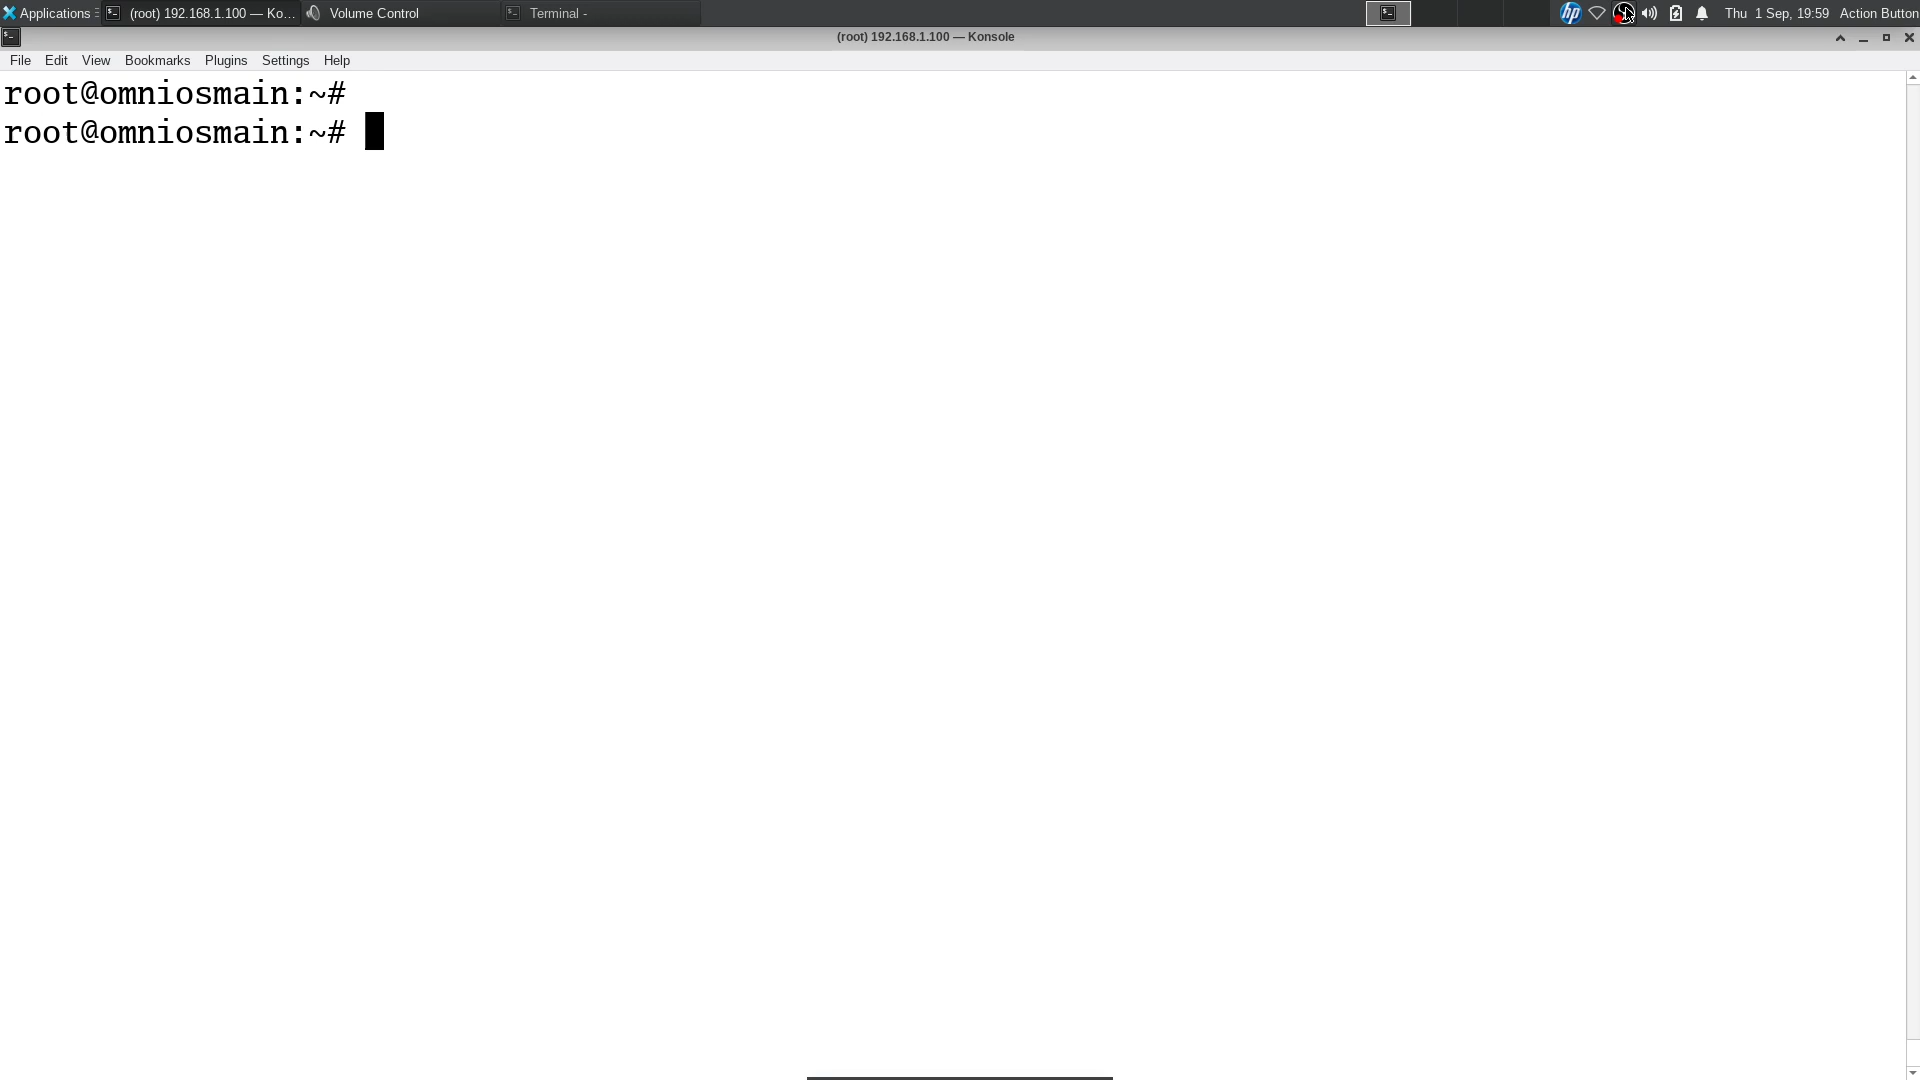 Applications (root) 192.168.1.100 — Ko... Volume Control Terminal - hp Thu 1 Sep, 19:59 Action Button
(root) 192.168.1.100 — Konsole
File Edit View Bookmarks Plugins Settings Help
root@omniosmain:~#
root@omniosmain:~#